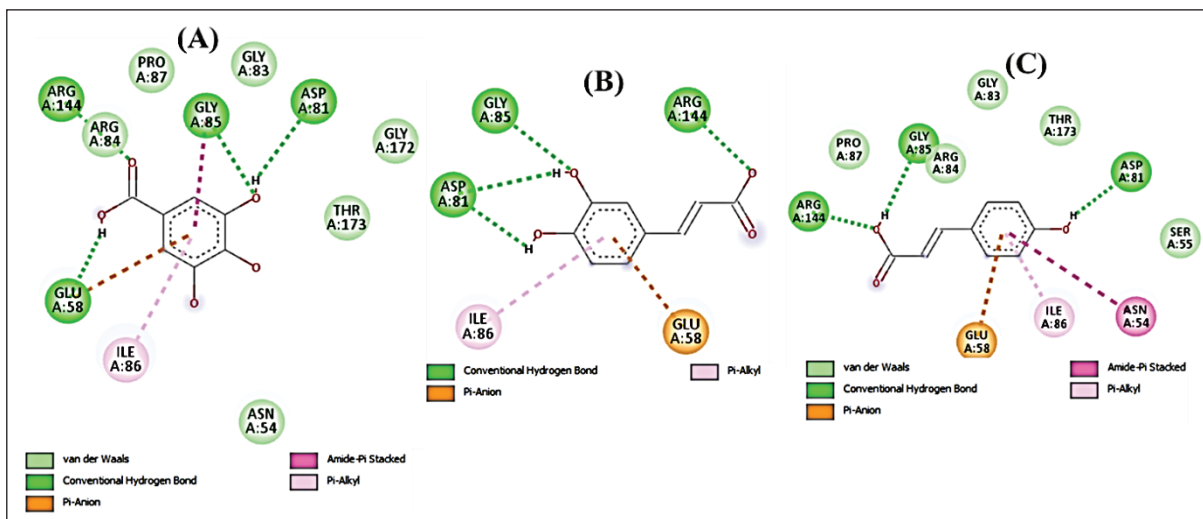 (A)
PRO
A:87
GLY
A:83
ARG
A:144
ARG
A:84
GLY
A:85
ASP
A:81
GLY
A:172
THR
A:173
O
H
O
H
O
GLU
A:58
O
O
ILE
A:86
ASN
A:54
van der Waals
Conventional Hydrogen Bond
Pi-Anion
Amide-Pi Stacked
Pi-Alkyl
(B)
GLY
A:85
ARG
A:144
ASP
A:81
H
O
O
O
H
O
ILE
A:86
GLU
A:58
Conventional Hydrogen Bond
Pi-Anion
Pi-Alkyl
(C)
GLY
A:83
THR
A:173
PRO
A:87
GLY
A:85
ARG
A:84
ASP
A:81
ARG
A:144
H
O
H
O
SER
A:55
O
GLU
A:58
ILE
A:86
ASN
A:54
van der Waals
Conventional Hydrogen Bond
Pi-Anion
Amide-Pi Stacked
Pi-Alkyl